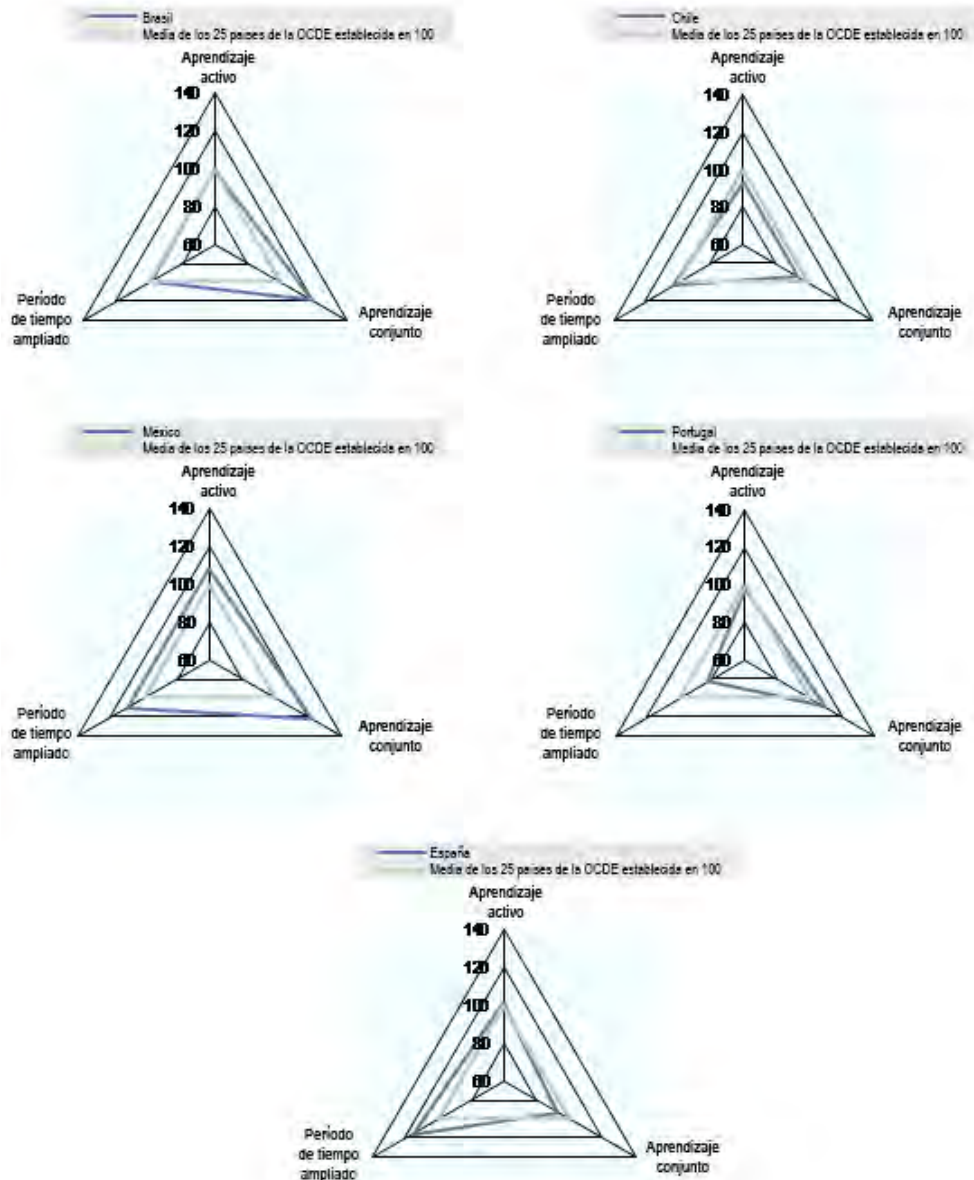 Brasil
Media de los 25 países de la OCDE establecida en 100
Aprendizaje
activo
140
120
100
80
60
Período
de tiempo
ampliado
Aprendizaje
conjunto
Chile
Media de los 25 países de la OCDE establecida en 100
Aprendizaje
activo
140
120
100
80
60
Período
de tiempo
ampliado
Aprendizaje
conjunto
México
Media de los 25 países de la OCDE establecida en 100
Aprendizaje
activo
140
120
100
80
60
Período
de tiempo
ampliado
Aprendizaje
conjunto
Portugal
Media de los 25 países de la OCDE establecida en 100
Aprendizaje
activo
140
120
100
80
60
Período
de tiempo
ampliado
Aprendizaje
conjunto
España
Media de los 25 países de la OCDE establecida en 100
Aprendizaje
activo
140
120
100
80
60
Período
de tiempo
ampliado
Aprendizaje
conjunto